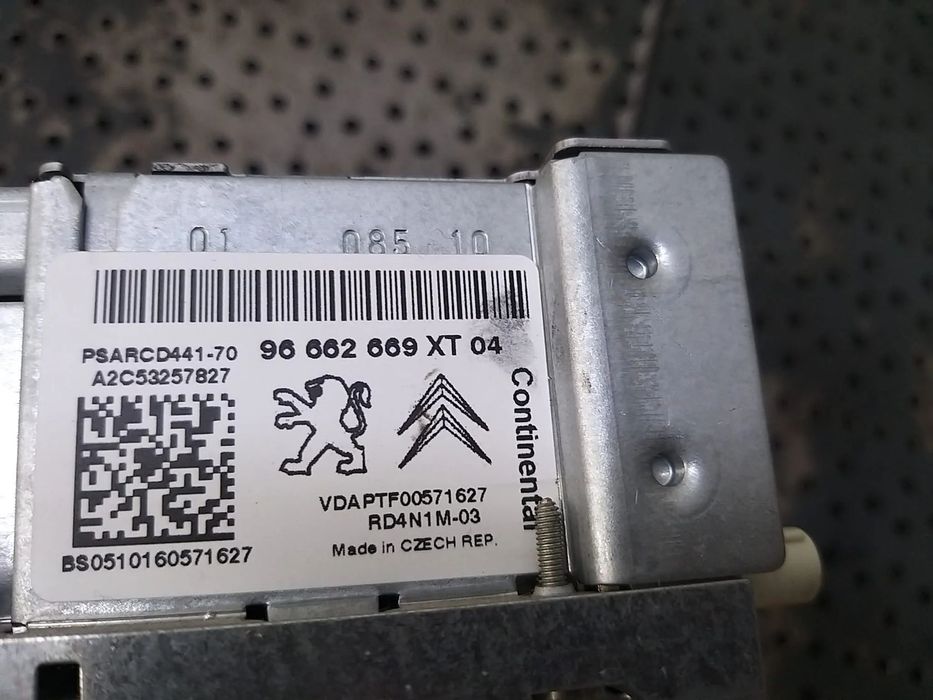 01 085 10
PSARCD441-70 96 662 669 XT 04
A2C53257827
Continental
VDAPTF00571627
RD4N1M-03
Made in CZECH REP.
BS0510160571627